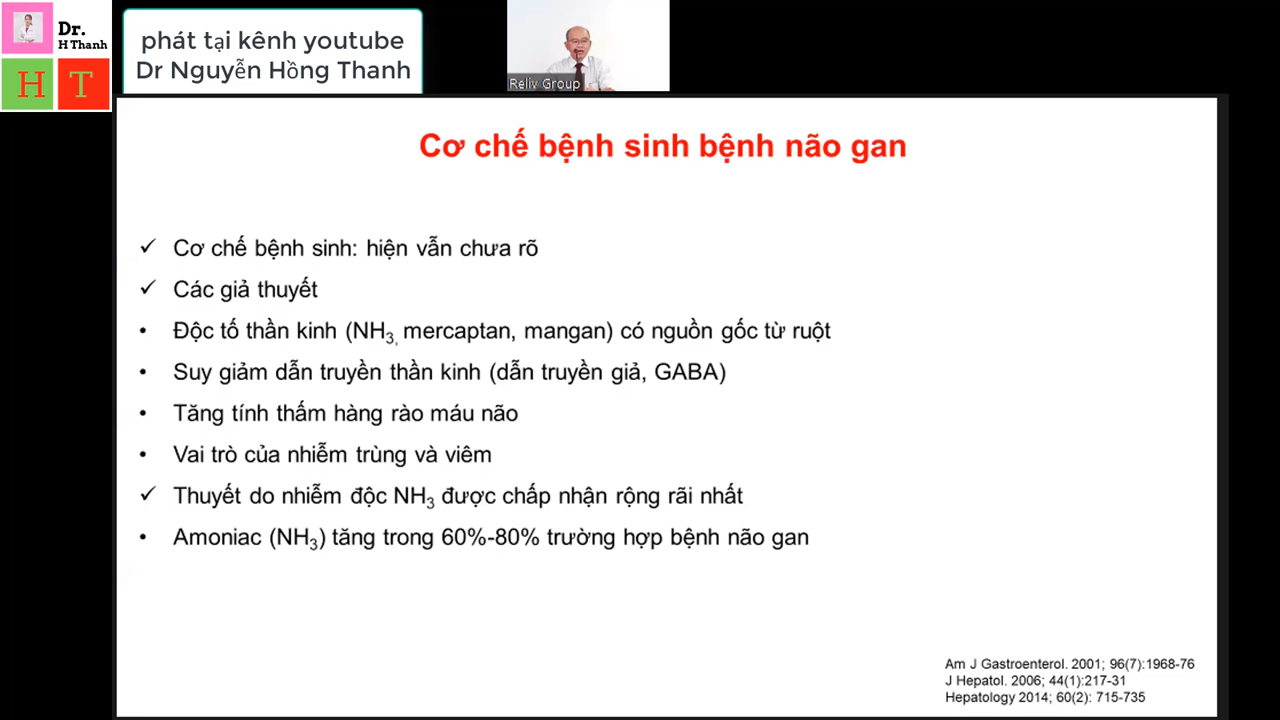 Dr.
H Thanh
H T
phát tại kênh youtube
Dr Nguyễn Hồng Thanh
Reliv Group
Cơ chế bệnh sinh bệnh não gan
✓ Cơ chế bệnh sinh: hiện vẫn chưa rõ
✓ Các giả thuyết
• Độc tố thần kinh (NH3, mercaptan, mangan) có nguồn gốc từ ruột
• Suy giảm dẫn truyền thần kinh (dẫn truyền giả, GABA)
• Tăng tính thấm hàng rào máu não
• Vai trò của nhiễm trùng và viêm
✓ Thuyết do nhiễm độc NH3 được chấp nhận rộng rãi nhất
• Amoniac (NH3) tăng trong 60%-80% trường hợp bệnh não gan
Am J Gastroenterol. 2001; 96(7):1968-76
J Hepatol. 2006; 44(1):217-31
Hepatology 2014; 60(2): 715-735